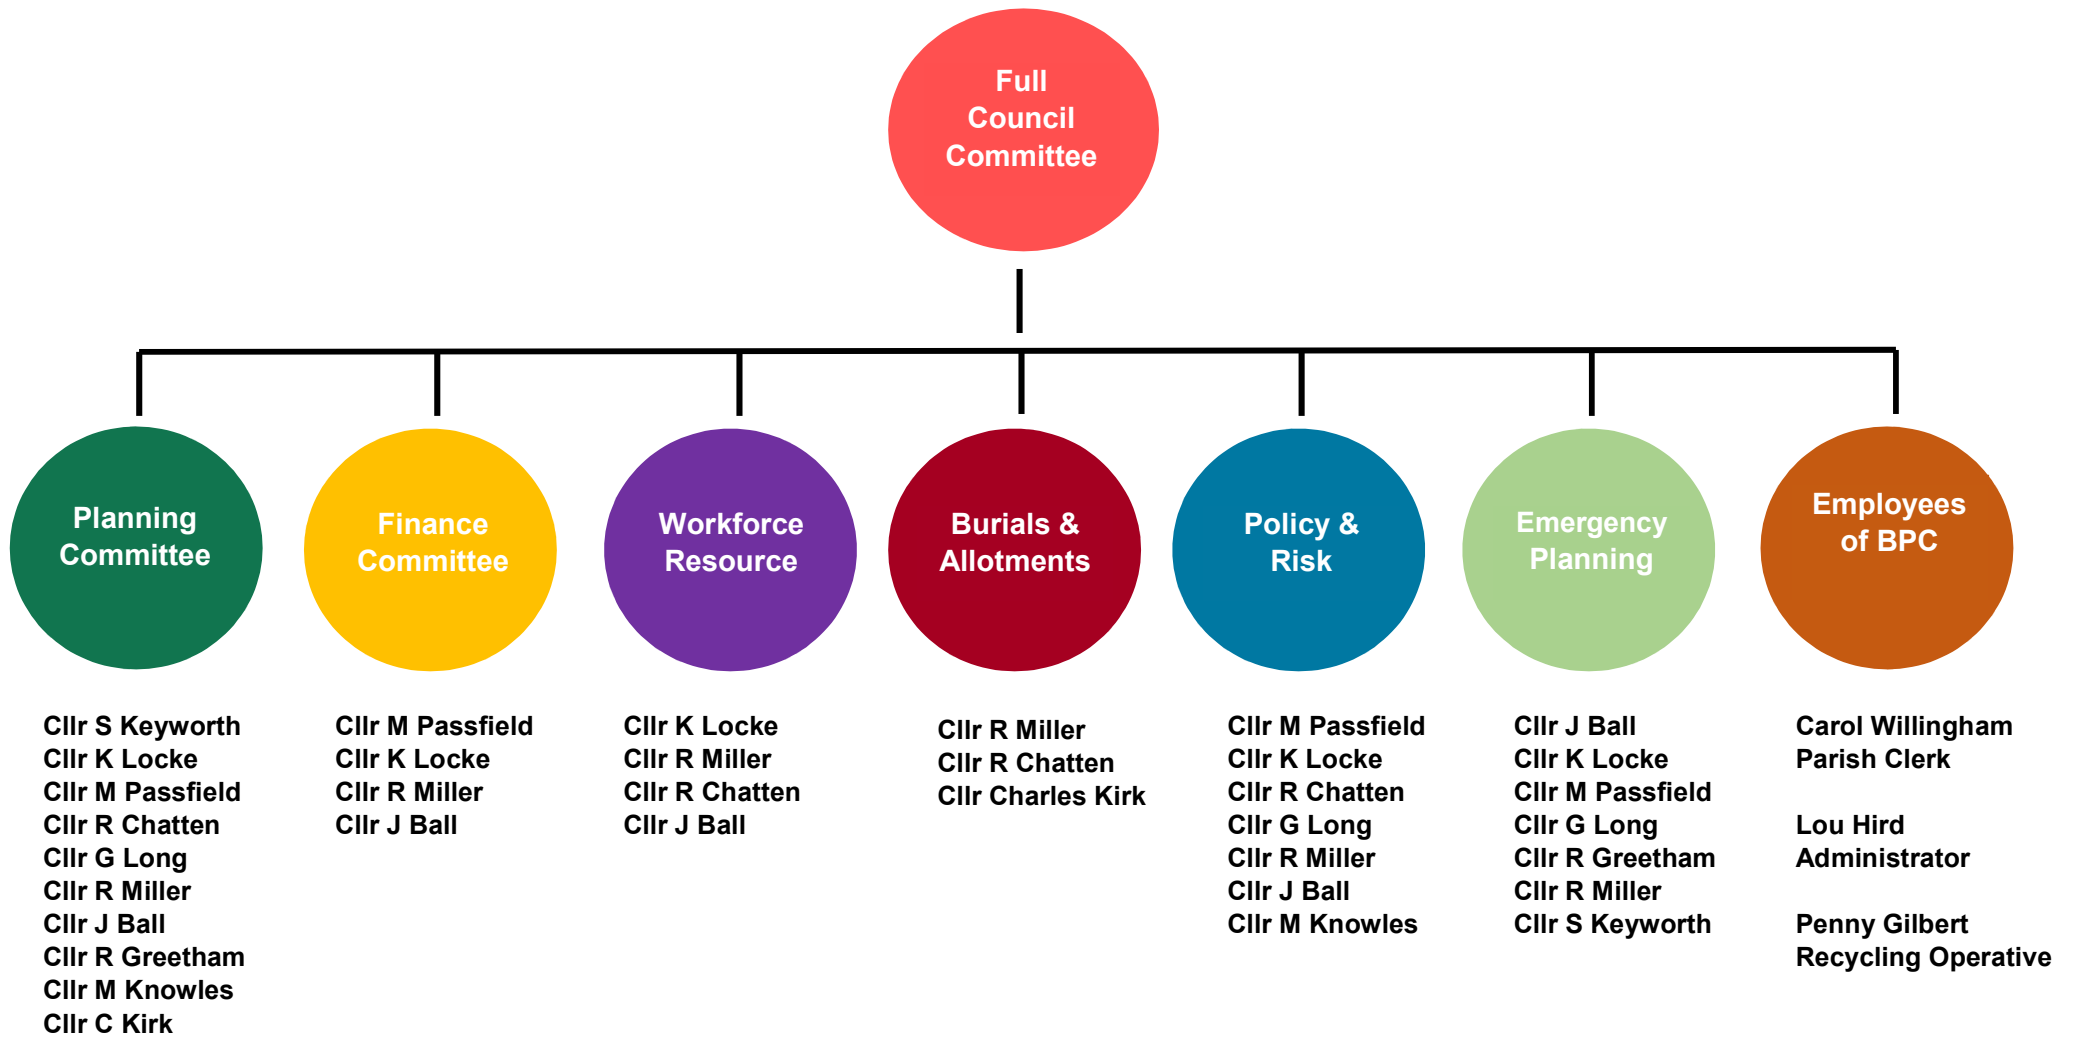 Full
Council
Committee
Planning
Committee
Finance
Committee
Workforce
Resource
Burials &
Allotments
Policy &
Risk
Emergency
Planning
Employees
of BPC
Cllr S Keyworth
Cllr K Locke
Cllr M Passfield
Cllr R Chatten
Cllr G Long
Cllr R Miller
Cllr J Ball
Cllr R Greetham
Cllr M Knowles
Cllr C Kirk
Cllr M Passfield
Cllr K Locke
Cllr R Miller
Cllr J Ball
Cllr K Locke
Cllr R Miller
Cllr R Chatten
Cllr J Ball
Cllr R Miller
Cllr R Chatten
Cllr Charles Kirk
Cllr M Passfield
Cllr K Locke
Cllr R Chatten
Cllr G Long
Cllr R Miller
Cllr J Ball
Cllr M Knowles
Cllr J Ball
Cllr K Locke
Cllr M Passfield
Cllr G Long
Cllr R Greetham
Cllr R Miller
Cllr S Keyworth
Carol Willingham
Parish Clerk
Lou Hird
Administrator
Penny Gilbert
Recycling Operative